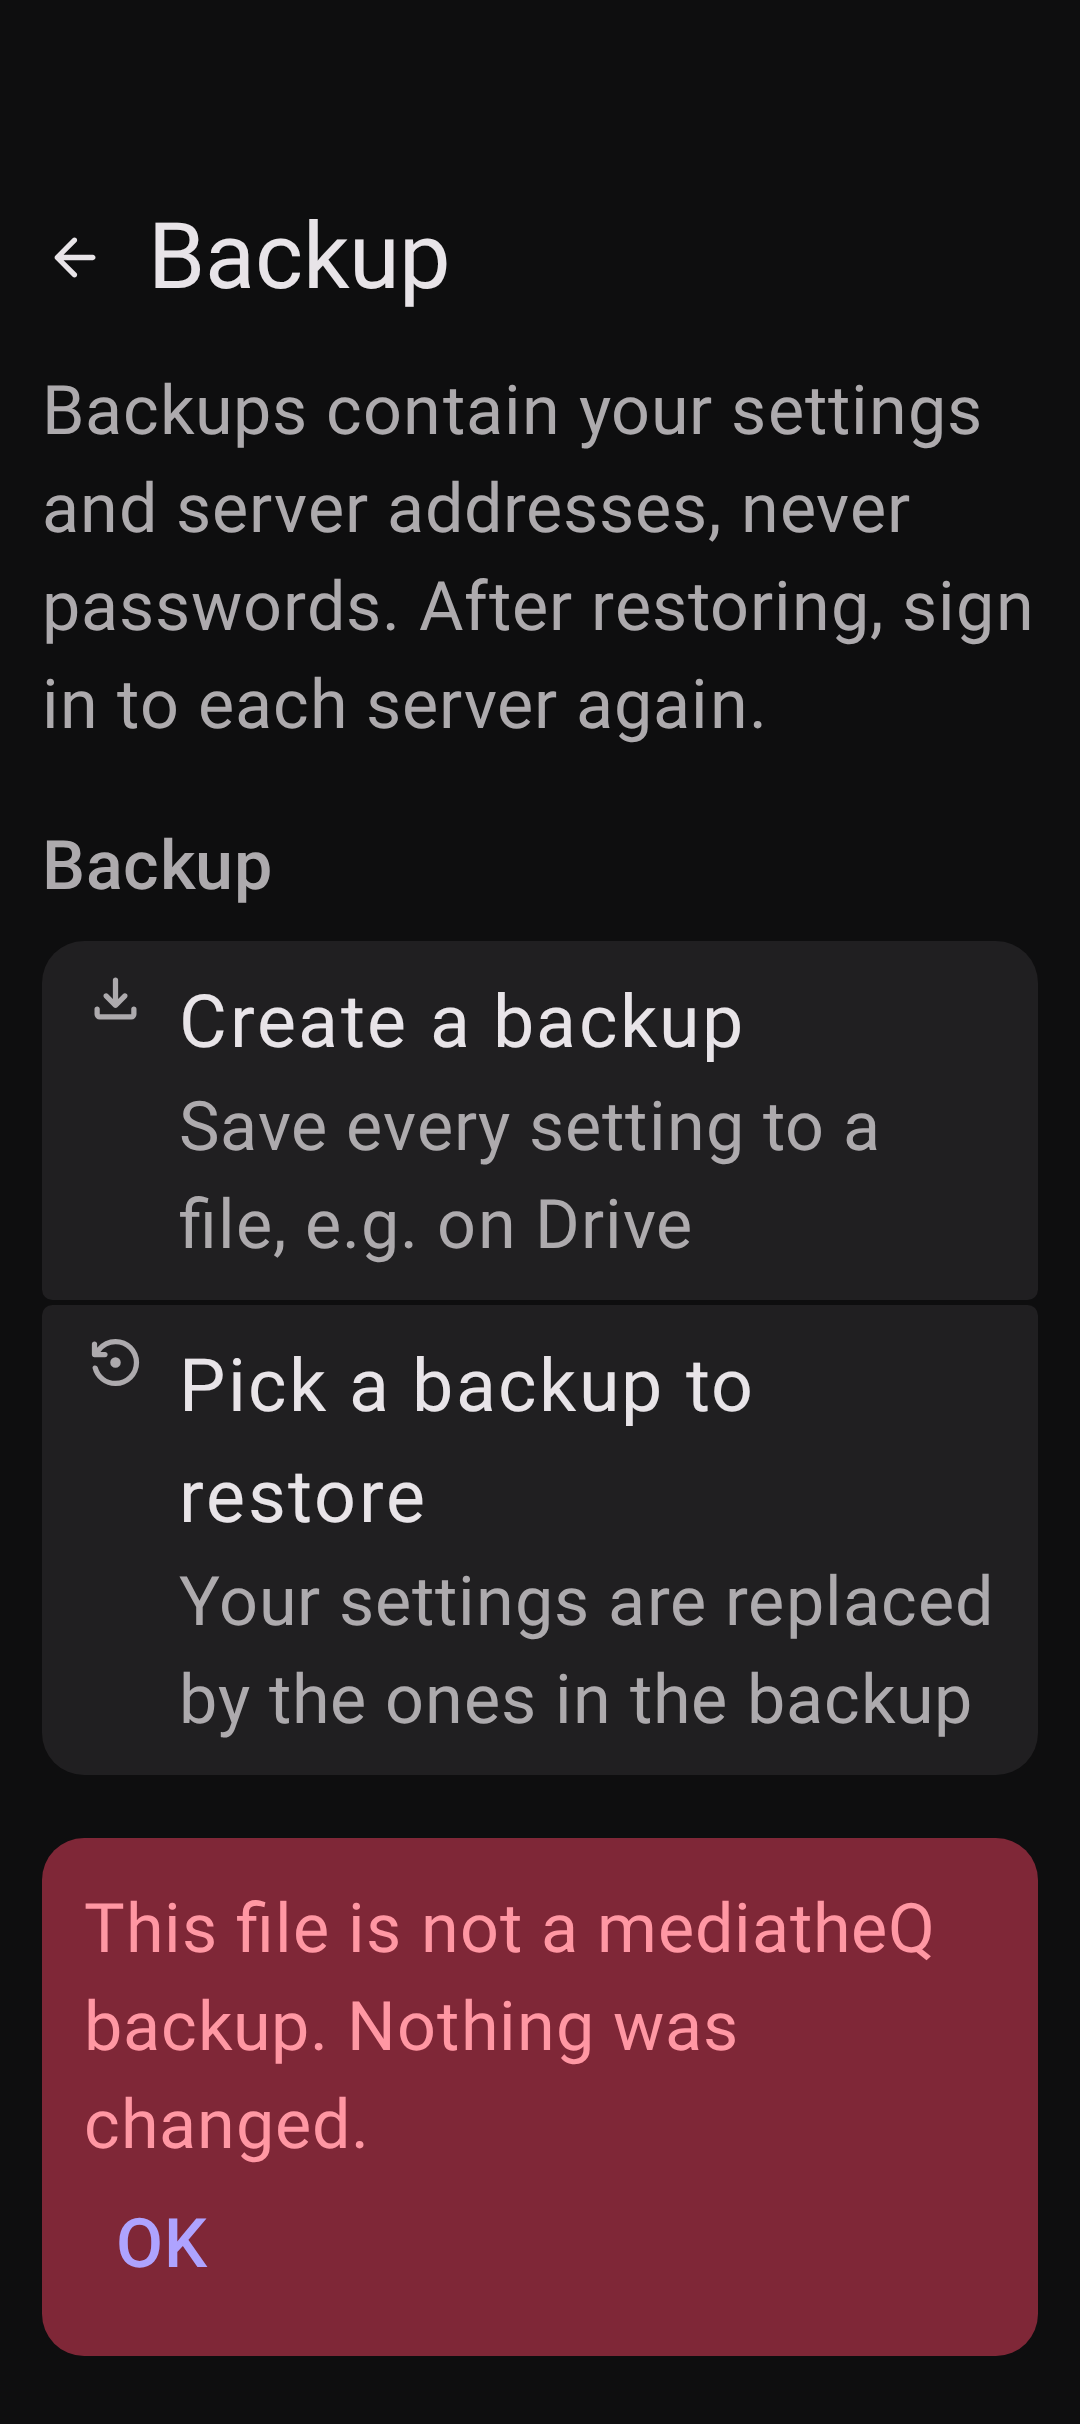 Backup
Backups contain your settings
and server addresses, never
passwords. After restoring, sign
in to each server again.
Backup
Create a backup
Save every setting to a
file, e.g. on Drive
Pick a backup to
restore
Your settings are replaced
by the ones in the backup
This file is not a mediatheQ
backup. Nothing was
changed.
OK